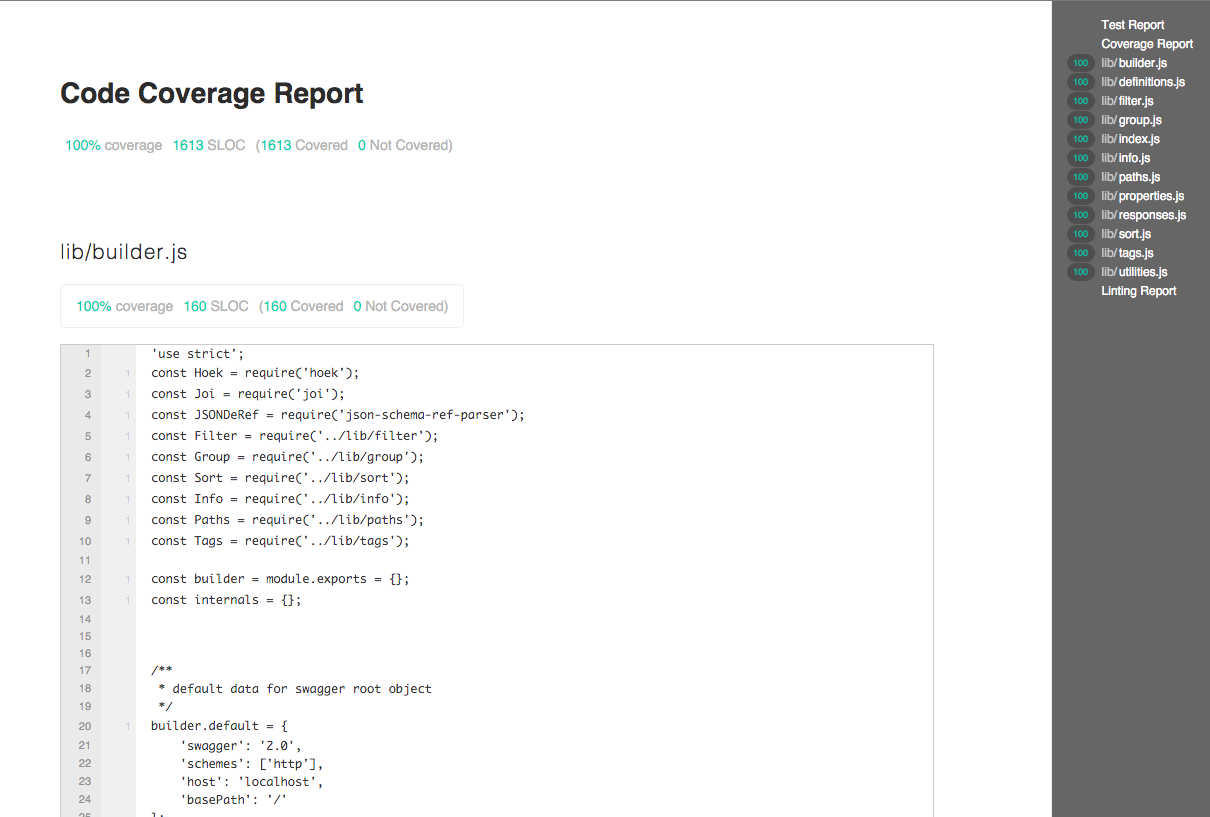 Code Coverage Report
100% coverage 1613 SLOC (1613 Covered 0 Not Covered)
lib/builder.js
100% coverage 160 SLOC (160 Covered 0 Not Covered)
1 'use strict';
2 1 const Hoek = require('hoek');
3 1 const Joi = require('joi');
4 1 const JSONDeRef = require('json-schema-ref-parser');
5 1 const Filter = require('../lib/filter');
6 1 const Group = require('../lib/group');
7 1 const Sort = require('../lib/sort');
8 1 const Info = require('../lib/info');
9 1 const Paths = require('../lib/paths');
10 1 const Tags = require('../lib/tags');
11
12 1 const builder = module.exports = {};
13 1 const internals = {};
14
15
16
17 /**
18  * default data for swagger root object
19  */
20 1 builder.default = {
21     'swagger': '2.0',
22     'schemes': ['http'],
23     'host': 'localhost',
24     'basePath': '/'
25 };
Test Report
Coverage Report
100 lib/builder.js
100 lib/definitions.js
100 lib/filter.js
100 lib/group.js
100 lib/index.js
100 lib/info.js
100 lib/paths.js
100 lib/properties.js
100 lib/responses.js
100 lib/sort.js
100 lib/tags.js
100 lib/utilities.js
Linting Report